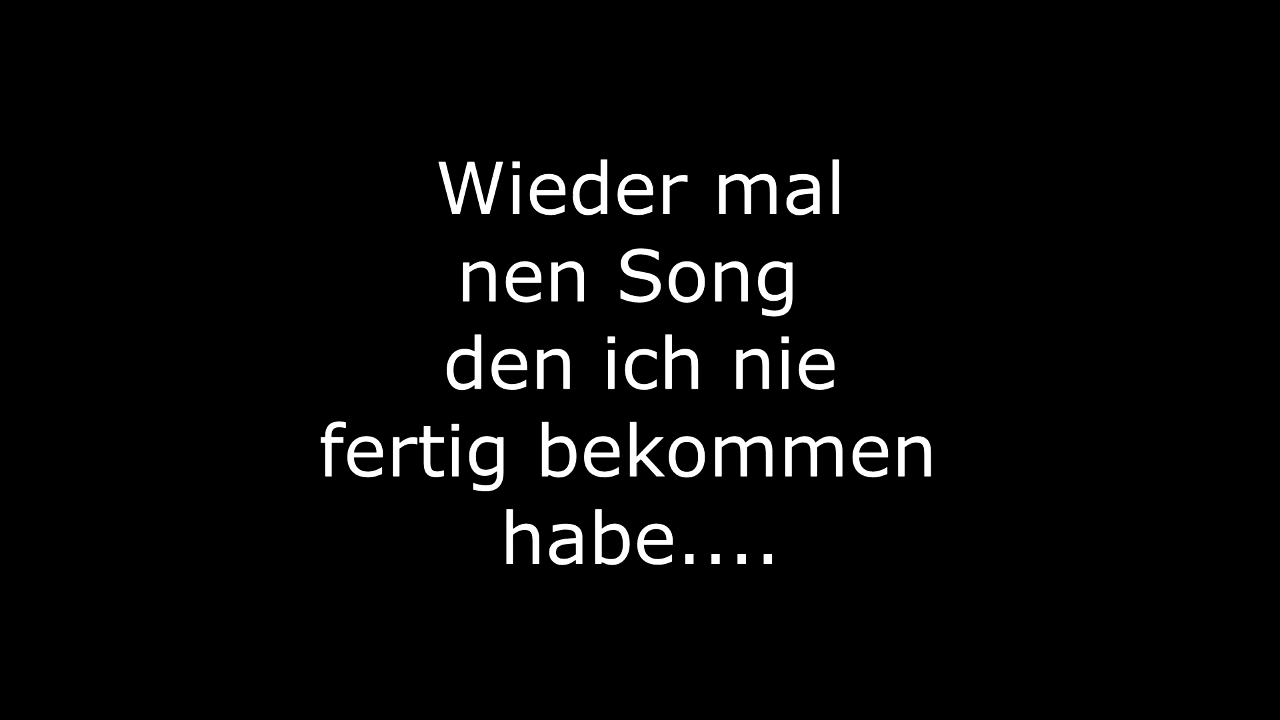 Wieder mal
nen Song
den ich nie
fertig bekommen
habe....